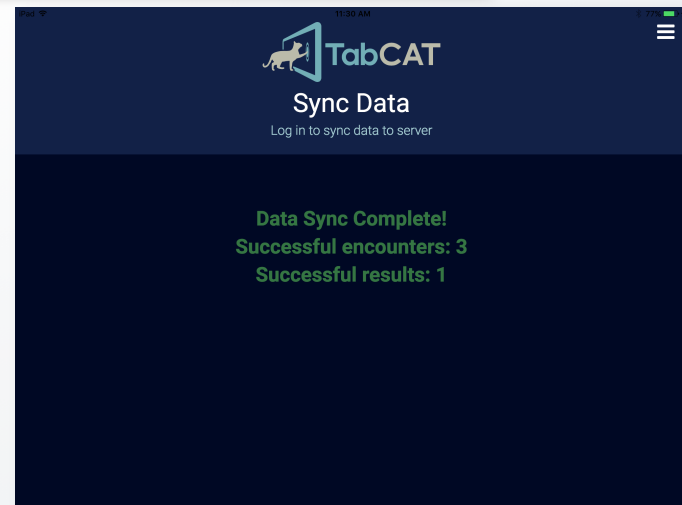 iPad 11:30 AM 77%
TabCAT
Sync Data
Log in to sync data to server
Data Sync Complete!
Successful encounters: 3
Successful results: 1